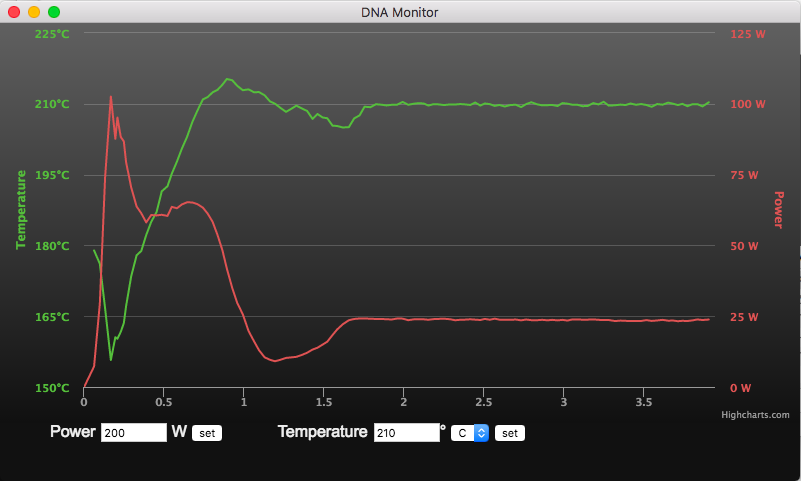 DNA Monitor
225°C 125 W
210°C 100 W
195°C 75 W
Temperature Power
180°C 50 W
165°C 25 W
150°C 0 W
0 0.5 1 1.5 2 2.5 3 3.5
Highcharts.com
Power 200 W set Temperature 210 ° C set